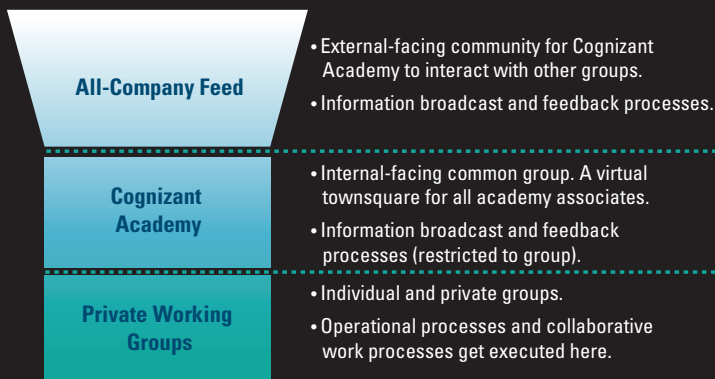 All-Company Feed
• External-facing community for Cognizant
Academy to interact with other groups.
• Information broadcast and feedback processes.
Cognizant
Academy
• Internal-facing common group. A virtual
townsquare for all academy associates.
• Information broadcast and feedback
processes (restricted to group).
Private Working
Groups
• Individual and private groups.
• Operational processes and collaborative
work processes get executed here.